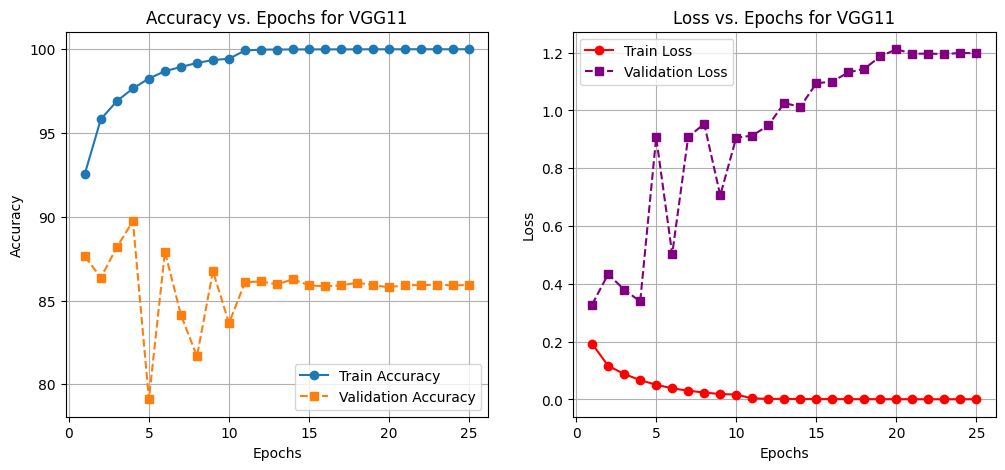 Accuracy vs. Epochs for VGG11
100
95
90
85
80
Accuracy
0 5 10 15 20 25
Epochs
Train Accuracy
Validation Accuracy
Loss vs. Epochs for VGG11
1.2
1.0
0.8
0.6
0.4
0.2
0.0
Loss
0 5 10 15 20 25
Epochs
Train Loss
Validation Loss